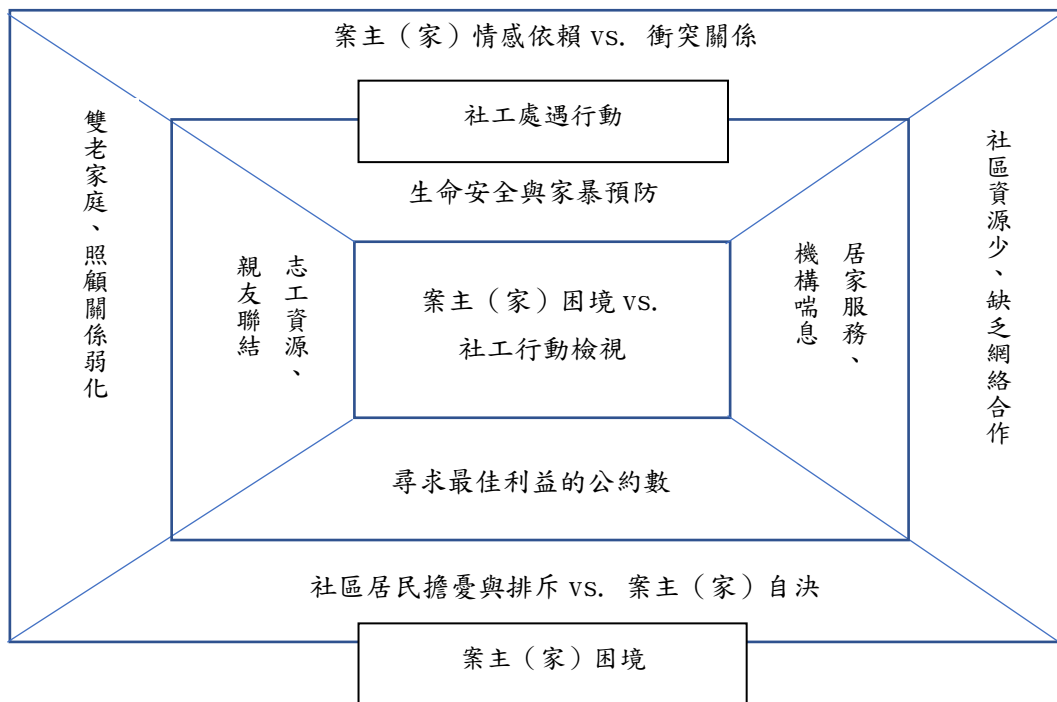 案主（家）情感依賴 vs. 衝突關係
社工處遇行動
生命安全與家暴預防
雙老家庭、照顧關係弱化
志工資源、
親友聯結
案主（家）困境 vs.
社工行動檢視
居家服務、
機構喘息
社區資源少、缺乏網絡合作
尋求最佳利益的公約數
社區居民擔憂與排斥 vs. 案主（家）自決
案主（家）困境